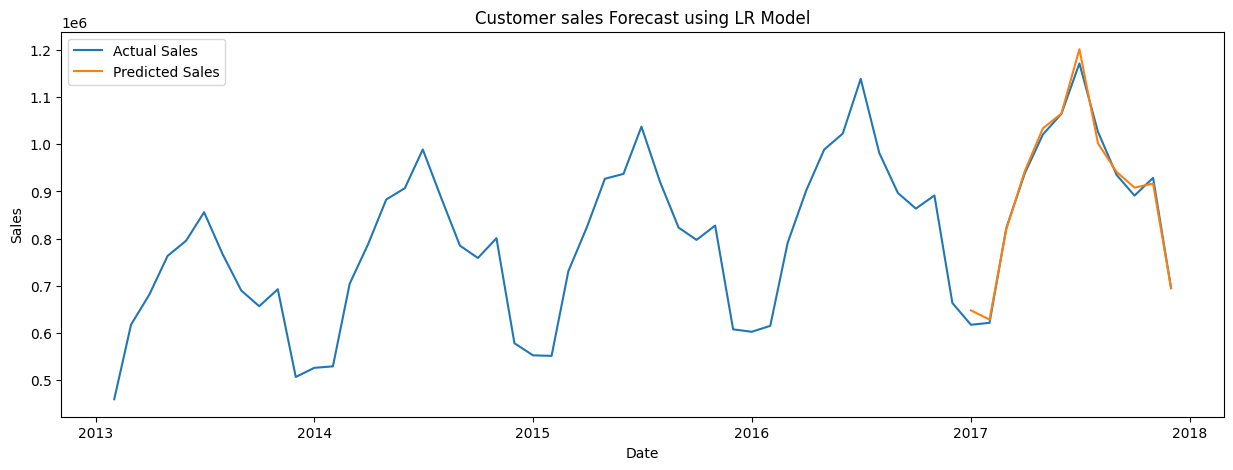 Customer sales Forecast using LR Model
1e6
Actual Sales
Predicted Sales
1.2
1.1
1.0
0.9
0.8
0.7
0.6
0.5
Sales
2013 2014 2015 2016 2017 2018
Date